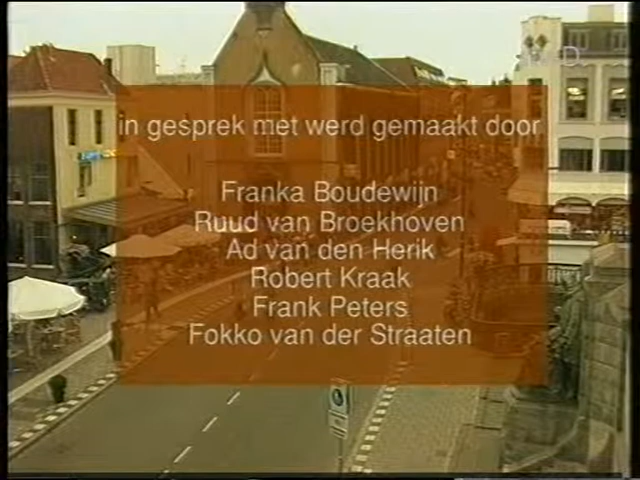 in gesprek met werd gemaakt door
Franka Boudewijn
Ruud van Broekhoven
Ad van den Herik
Robert Kraak
Frank Peters
Fokko van der Straaten